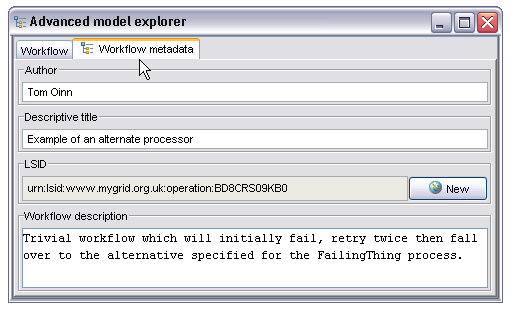 Advanced model explorer
Workflow
Workflow metadata
Author
Tom Oinn
Descriptive title
Example of an alternate processor
LSID
urn:lsid:www.mygrid.org.uk:operation:BD8CRS09KB0
New
Workflow description
Trivial workflow which will initially fail, retry twice then fall
over to the alternative specified for the FailingThing process.